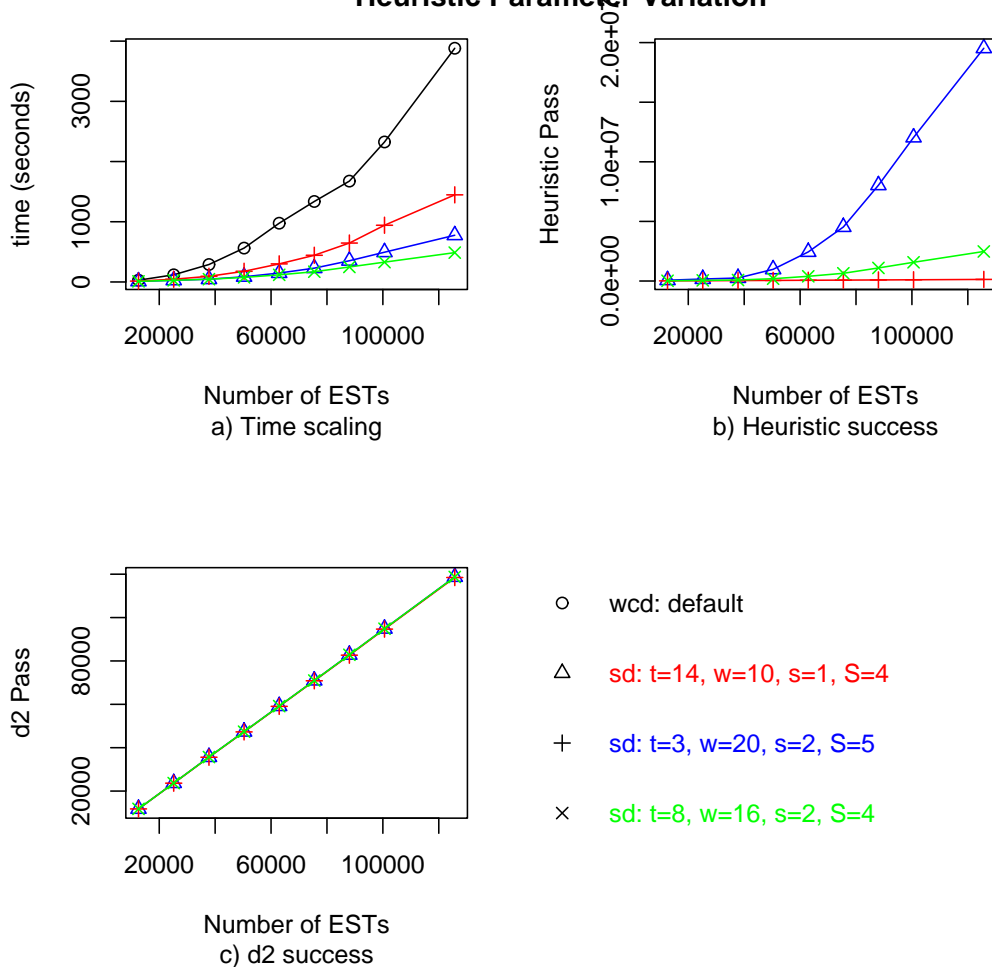 Heuristic Parameter Variation
time (seconds)
0
1000
3000
20000 60000 100000
Number of ESTs
a) Time scaling
Heuristic Pass
0.0e+00
1.0e+07
2.0e+07
20000 60000 100000
Number of ESTs
b) Heuristic success
d2 Pass
20000
80000
20000 60000 100000
Number of ESTs
c) d2 success
wcd: default
sd: t=14, w=10, s=1, S=4
sd: t=3, w=20, s=2, S=5
sd: t=8, w=16, s=2, S=4